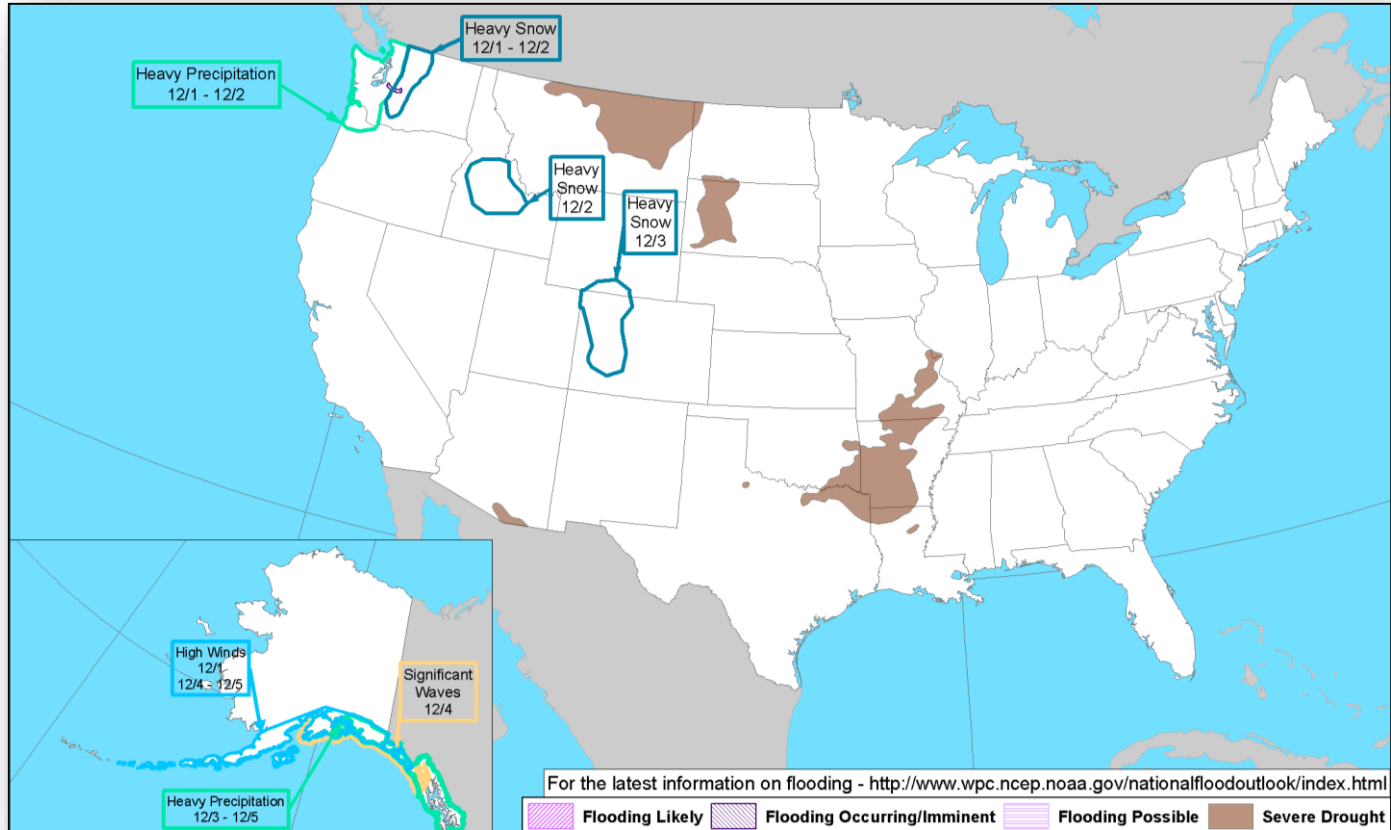 Heavy Snow
12/1 - 12/2
Heavy Precipitation
12/1 - 12/2
Heavy
Snow
12/2
Heavy
Snow
12/3
High Winds
12/1
12/4 - 12/5
Significant
Waves
12/4
Heavy Precipitation
12/3 - 12/5
For the latest information on flooding - http://www.wpc.ncep.noaa.gov/nationalfloodoutlook/index.html
Flooding Likely Flooding Occurring/Imminent Flooding Possible Severe Drought